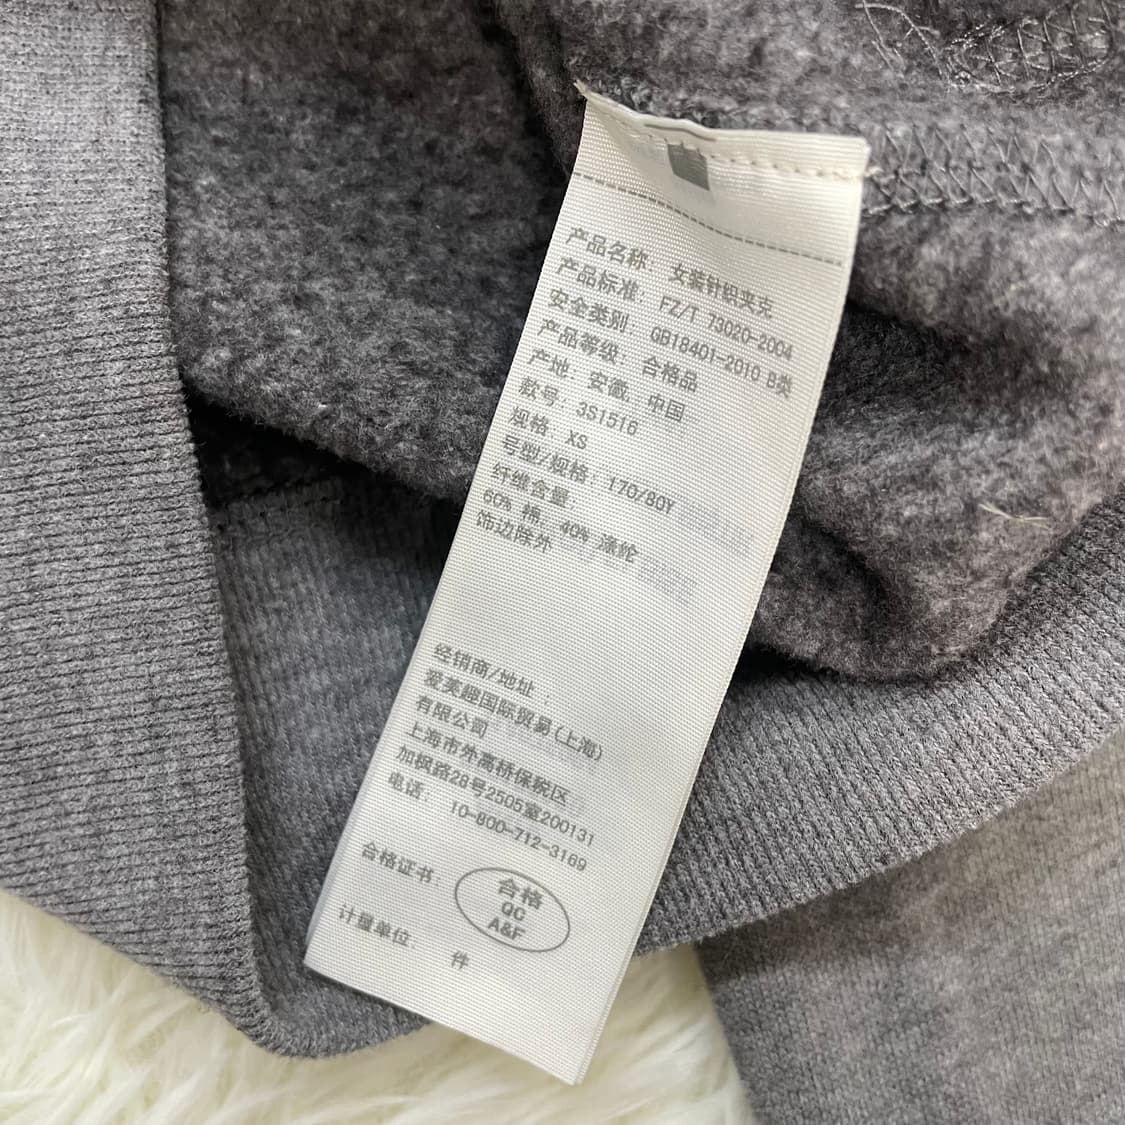 产品名称: 女装针织夹克
产品标准: FZ/T 73020-2004
安全类别: GB18401-2010 B类
产品等级: 合格品
产地: 安徽, 中国
款号: 3S1516
规格: XS
号型/规格: 170/80Y
纤维含量:
60% 棉, 40% 涤纶
饰边除外
经销商/地址:
爱芙趣国际贸易(上海)
有限公司
上海市外高桥保税区
加枫路28号2505室200131
电话: 10-800-712-3169
合格证书:
合格
QC
A&F
计量单位: 件